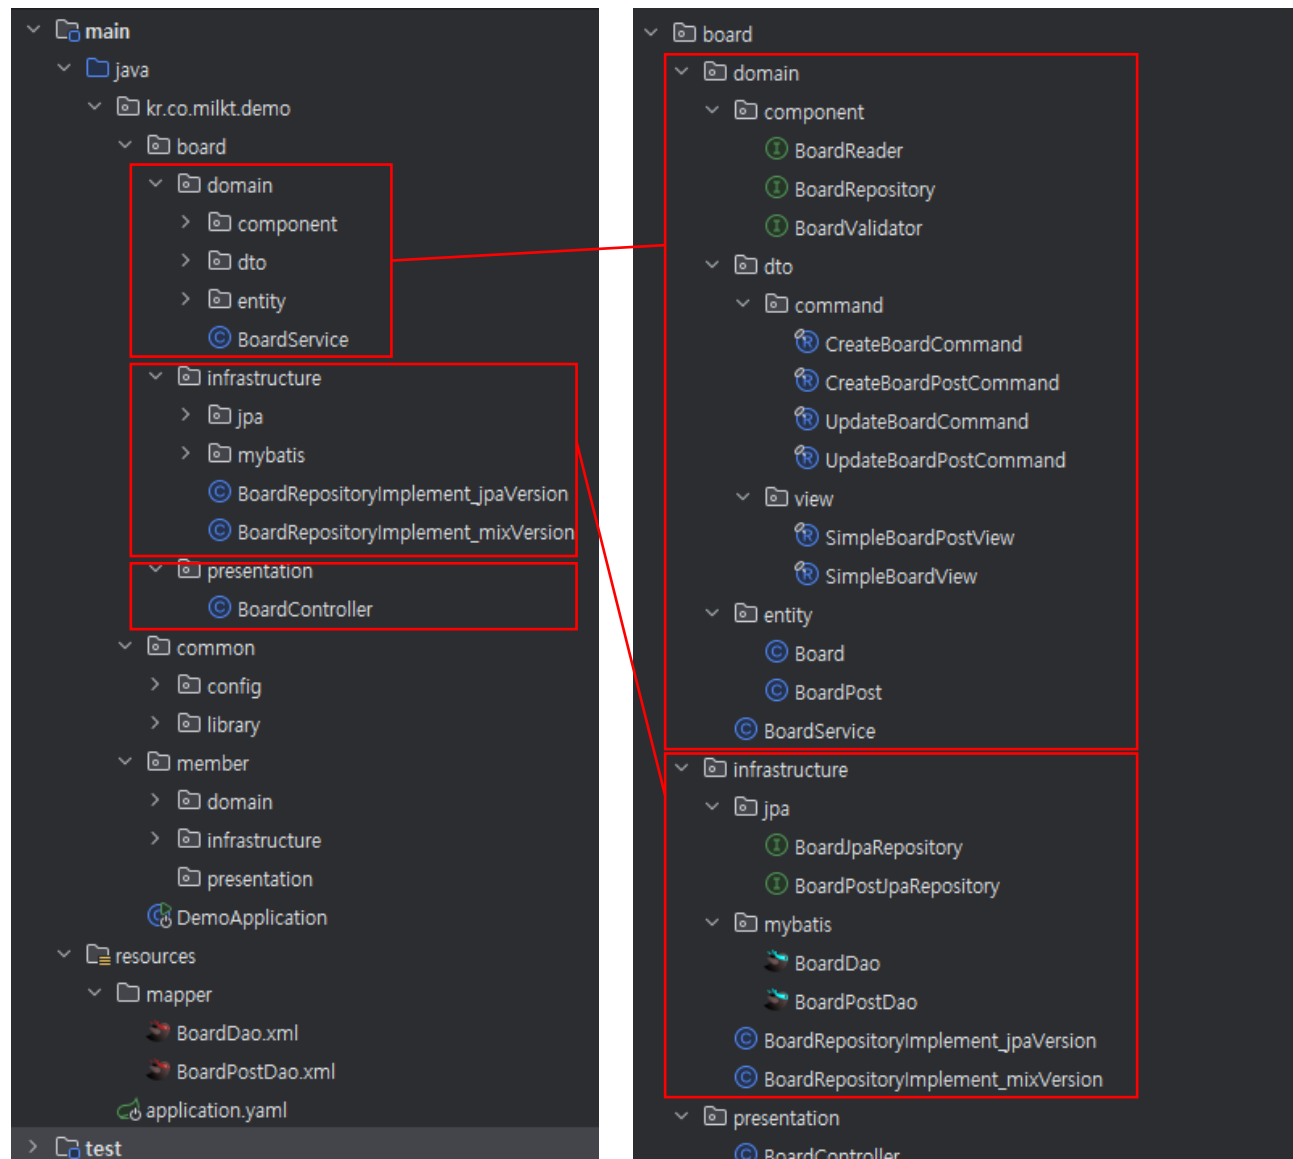 main
java
kr.co.milkt.demo
board
domain
component
dto
entity
BoardService
infrastructure
jpa
mybatis
BoardRepositoryImplement_jpaVersion
BoardRepositoryImplement_mixVersion
presentation
BoardController
common
config
library
member
domain
infrastructure
presentation
DemoApplication
resources
mapper
BoardDao.xml
BoardPostDao.xml
application.yaml
test
board
domain
component
BoardReader
BoardRepository
BoardValidator
dto
command
CreateBoardCommand
CreateBoardPostCommand
UpdateBoardCommand
UpdateBoardPostCommand
view
SimpleBoardPostView
SimpleBoardView
entity
Board
BoardPost
BoardService
infrastructure
jpa
BoardJpaRepository
BoardPostJpaRepository
mybatis
BoardDao
BoardPostDao
BoardRepositoryImplement_jpaVersion
BoardRepositoryImplement_mixVersion
presentation
BoardController